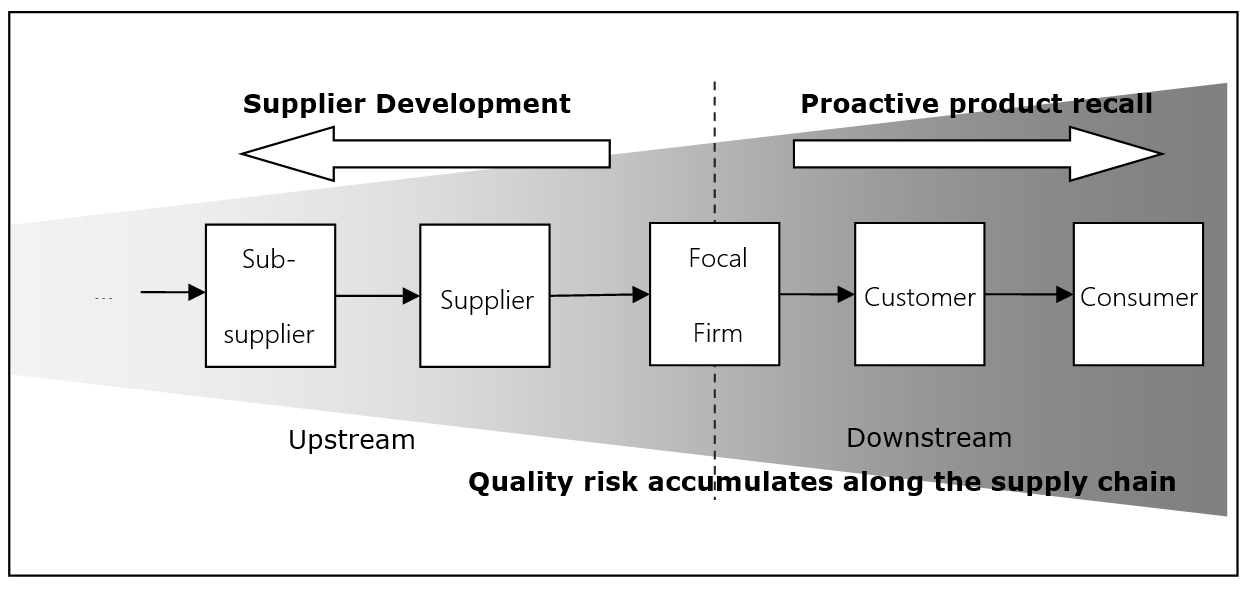 Supplier Development
Proactive product recall
...
Sub-
supplier
Supplier
Focal
Firm
Customer
Consumer
Upstream
Downstream
Quality risk accumulates along the supply chain